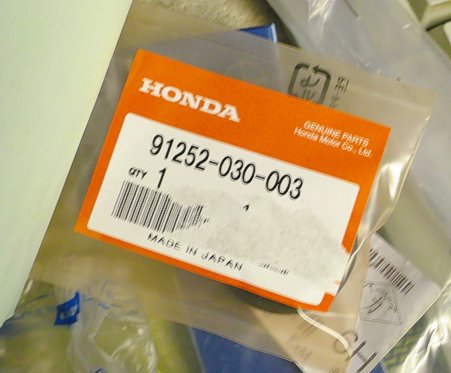 HONDA
GENUINE PARTS
Honda Motor Co., Ltd.
91252-030-003
QTY 1
MADE IN JAPAN